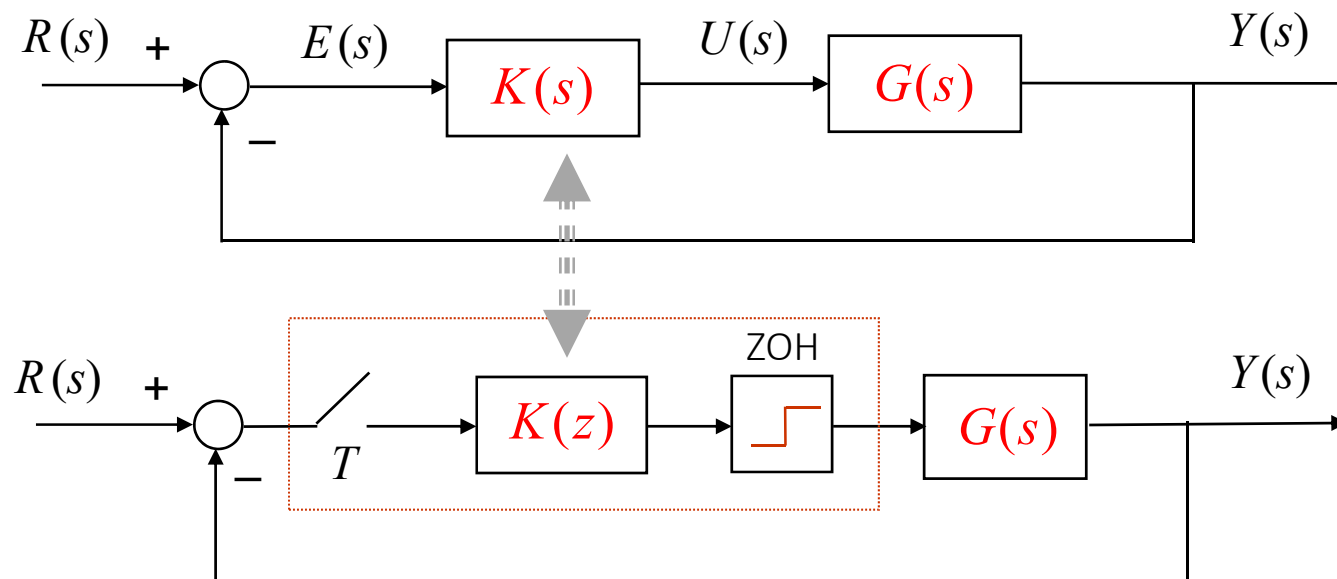 R(s) + E(s) U(s) Y(s)
K(s) G(s)
−
ZOH
R(s) + Y(s)
K(z) G(s)
− T